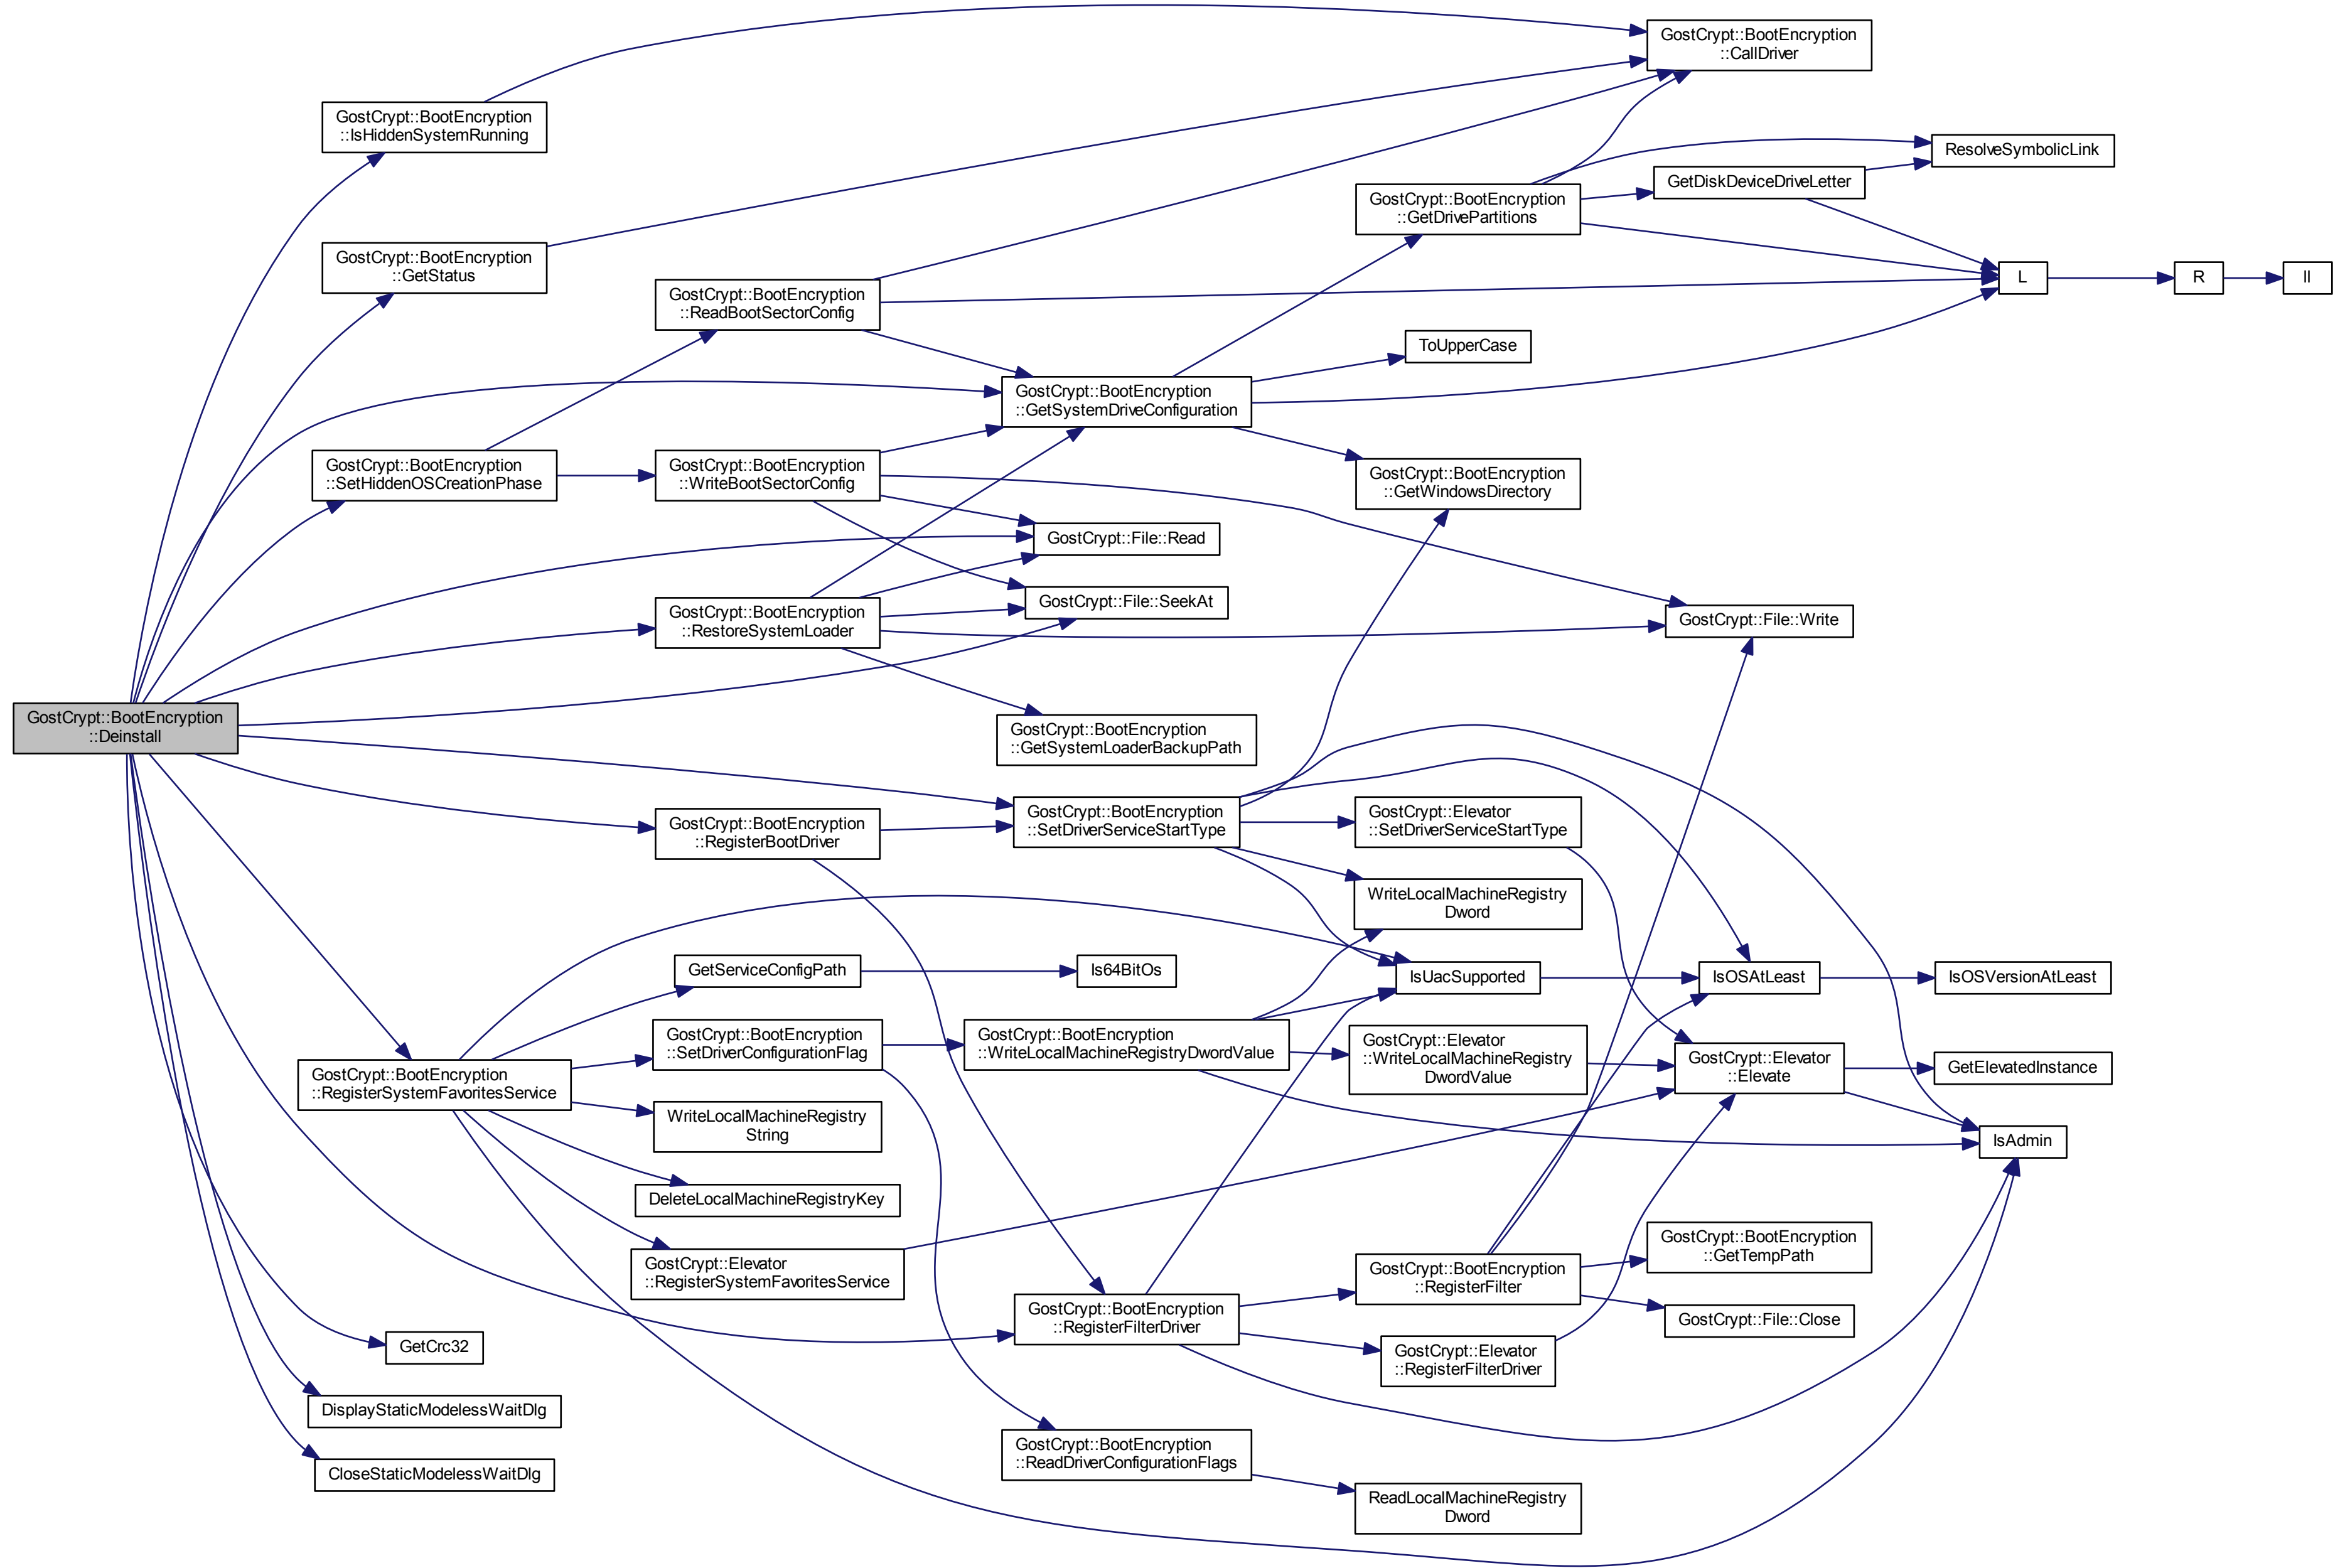 GostCrypt::BootEncryption
::Deinstall
GostCrypt::BootEncryption
::IsHiddenSystemRunning
GostCrypt::BootEncryption
::GetStatus
GostCrypt::BootEncryption
::SetHiddenOSCreationPhase
GostCrypt::BootEncryption
::RegisterSystemFavoritesService
GetCrc32
DisplayStaticModelessWaitDlg
CloseStaticModelessWaitDlg
GostCrypt::BootEncryption
::ReadBootSectorConfig
GostCrypt::BootEncryption
::WriteBootSectorConfig
GostCrypt::BootEncryption
::RestoreSystemLoader
GostCrypt::BootEncryption
::RegisterBootDriver
GetServiceConfigPath
GostCrypt::BootEncryption
::SetDriverConfigurationFlag
WriteLocalMachineRegistry
String
DeleteLocalMachineRegistryKey
GostCrypt::Elevator
::RegisterSystemFavoritesService
GostCrypt::BootEncryption
::GetSystemDriveConfiguration
GostCrypt::File::Read
GostCrypt::File::SeekAt
GostCrypt::BootEncryption
::GetSystemLoaderBackupPath
GostCrypt::BootEncryption
::SetDriverServiceStartType
Is64BitOs
GostCrypt::BootEncryption
::WriteLocalMachineRegistryDwordValue
GostCrypt::BootEncryption
::RegisterFilterDriver
GostCrypt::BootEncryption
::ReadDriverConfigurationFlags
GostCrypt::BootEncryption
::GetDrivePartitions
ToUpperCase
GostCrypt::BootEncryption
::GetWindowsDirectory
GostCrypt::Elevator
::SetDriverServiceStartType
WriteLocalMachineRegistry
Dword
IsUacSupported
GostCrypt::Elevator
::WriteLocalMachineRegistry
DwordValue
GostCrypt::BootEncryption
::RegisterFilter
GostCrypt::Elevator
::RegisterFilterDriver
ReadLocalMachineRegistry
Dword
GostCrypt::BootEncryption
::CallDriver
GetDiskDeviceDriveLetter
GostCrypt::File::Write
IsOSAtLeast
GostCrypt::Elevator
::Elevate
GostCrypt::BootEncryption
::GetTempPath
GostCrypt::File::Close
ResolveSymbolicLink
L
IsOSVersionAtLeast
GetElevatedInstance
IsAdmin
R
ll